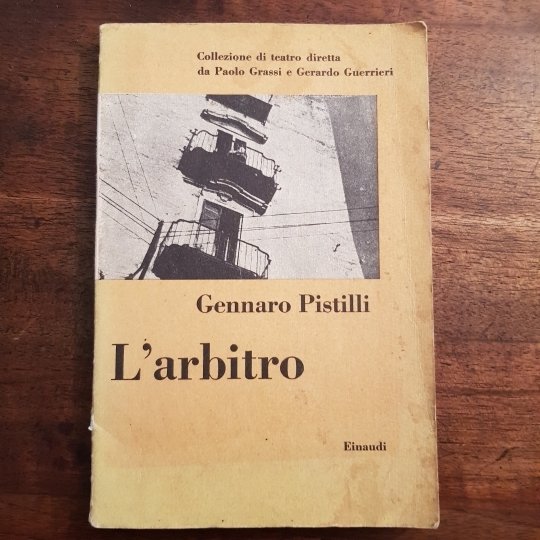 Collezione di teatro diretta
da Paolo Grassi e Gerardo Guerrieri
Gennaro Pistilli
L'arbitro
Einaudi